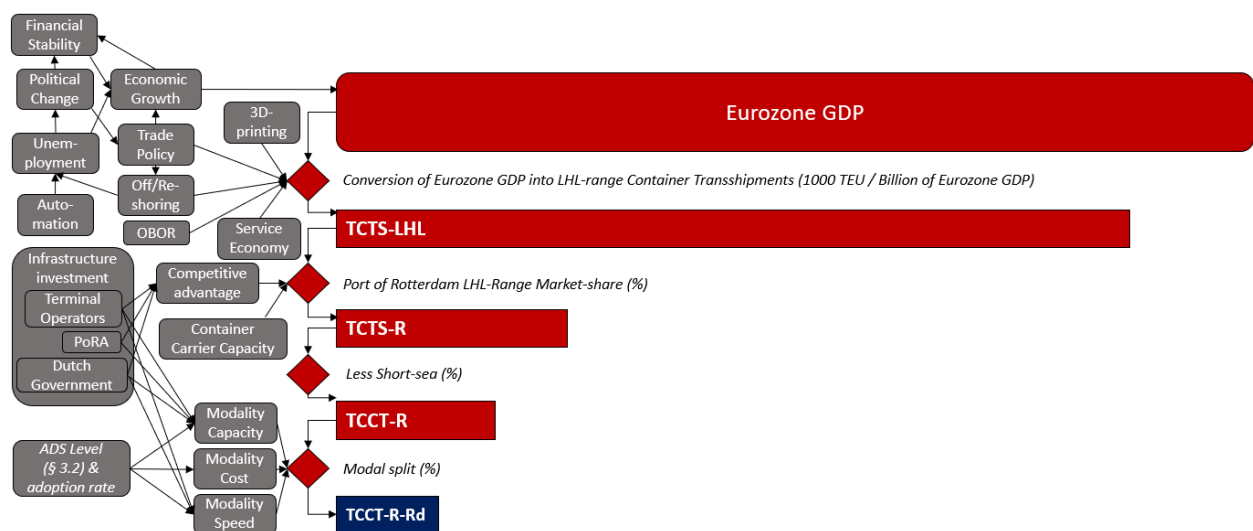 Financial
Stability
Political
Change
Economic
Growth
Unem-
ployment
Trade
Policy
Auto-
mation
Off/Re-
shoring
OBOR
3D-
printing
Service
Economy
Eurozone GDP
Conversion of Eurozone GDP into LHL-range Container Transshipments (1000 TEU / Billion of Eurozone GDP)
TCTS-LHL
Infrastructure
investment
Terminal
Operators
PoRA
Dutch
Government
Competitive
advantage
Container
Carrier Capacity
Port of Rotterdam LHL-Range Market-share (%)
TCTS-R
Less Short-sea (%)
TCCT-R
ADS Level
(§ 3.2) &
adoption rate
Modality
Capacity
Modality
Cost
Modality
Speed
Modal split (%)
TCCT-R-Rd